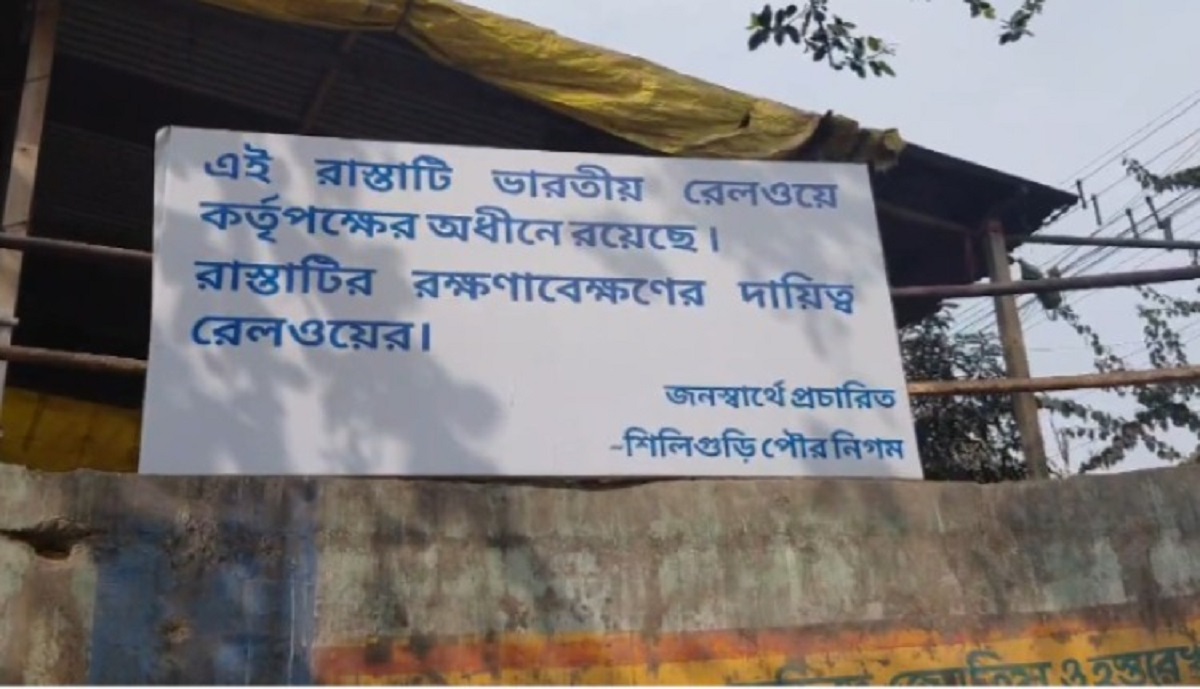 এই রাস্তাটি ভারতীয় রেলওয়ে
কর্তৃপক্ষের অধীনে রয়েছে।
রাস্তাটির রক্ষণাবেক্ষণের দায়িত্ব
রেলওয়ের।
জনস্বার্থে প্রচারিত
-শিলিগুড়ি পৌর নিগম
ও